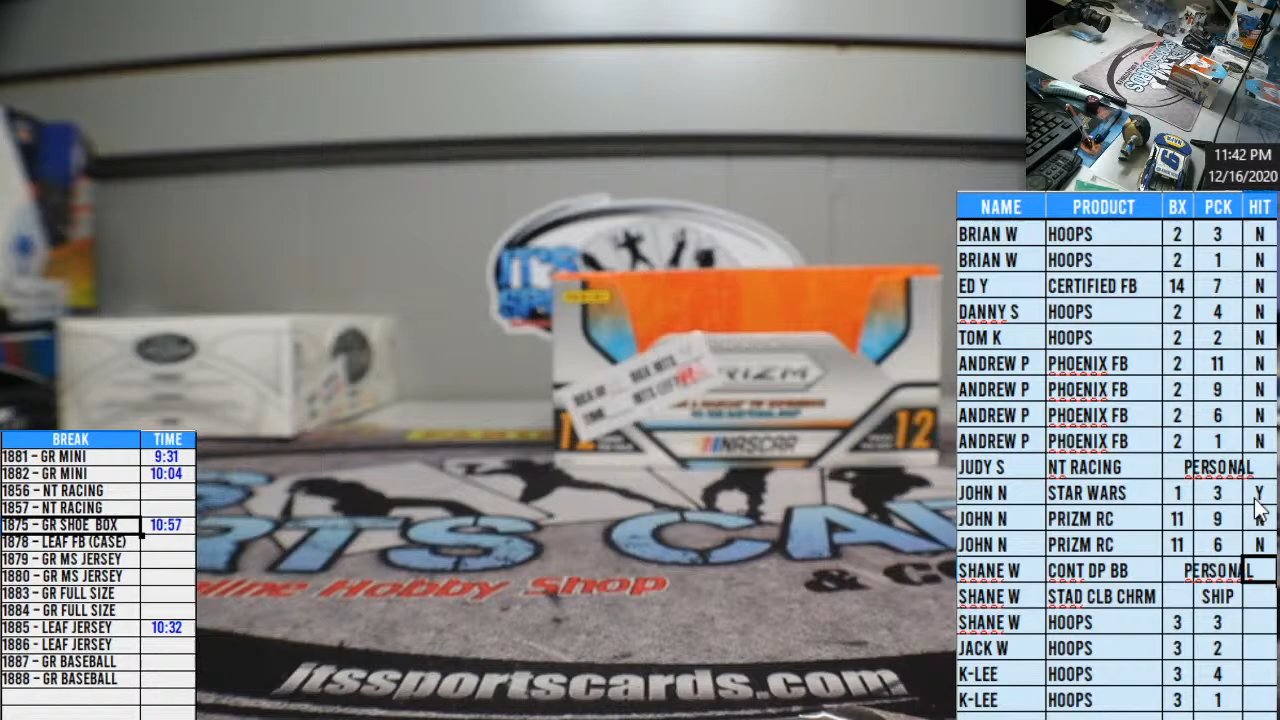 11:42 PM
12/16/2020
NAME PRODUCT BX PCK HIT
BRIAN W HOOPS 2 3 N
BRIAN W HOOPS 2 1 N
ED Y CERTIFIED FB 14 7 N
DANNY S HOOPS 2 4 N
TOM K HOOPS 2 2 N
ANDREW P PHOENIX FB 2 11 N
ANDREW P PHOENIX FB 2 9 N
ANDREW P PHOENIX FB 2 6 N
ANDREW P PHOENIX FB 2 1 N
JUDY S NT RACING PERSONAL
JOHN N STAR WARS 1 3 Y
JOHN N PRIZM RC 11 9 N
JOHN N PRIZM RC 11 6 N
SHANE W CONT DP BB PERSONAL
SHANE W STAD CLB CHRM SHIP
SHANE W HOOPS 3 3
JACK W HOOPS 3 2
K-LEE HOOPS 3 4
K-LEE HOOPS 3 1
BREAK TIME
1881 - GR MINI 9:31
1882 - GR MINI 10:04
1856 - NT RACING
1857 - NT RACING
1875 - GR SHOE BOX 10:57
1878 - LEAF FB (CASE)
1879 - GR MS JERSEY
1880 - GR MS JERSEY
1883 - GR FULL SIZE
1884 - GR FULL SIZE
1885 - LEAF JERSEY 10:32
1886 - LEAF JERSEY
1887 - GR BASEBALL
1888 - GR BASEBALL
PRIZM
NASCAR
12
RTS CA
nline Hobby Shop
& CO
jtssportscards.com